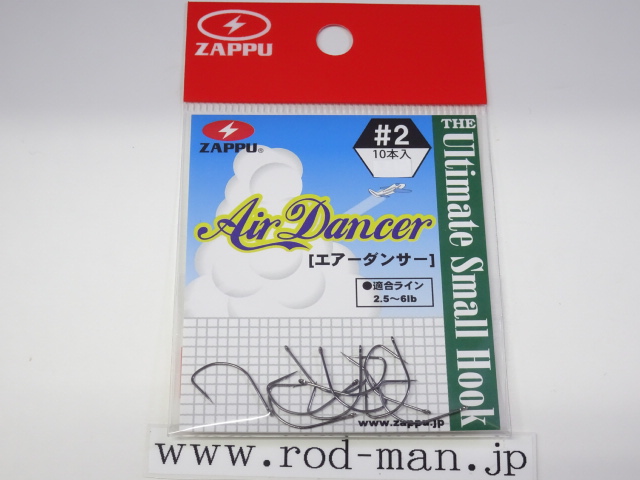 ZAPPU
ZAPPU®
#2
10本入
Air Dancer
[エアーダンサー]
●適合ライン
2.5～6lb
THE Ultimate Small Hook
www.zappu.jp
www.rod-man.jp